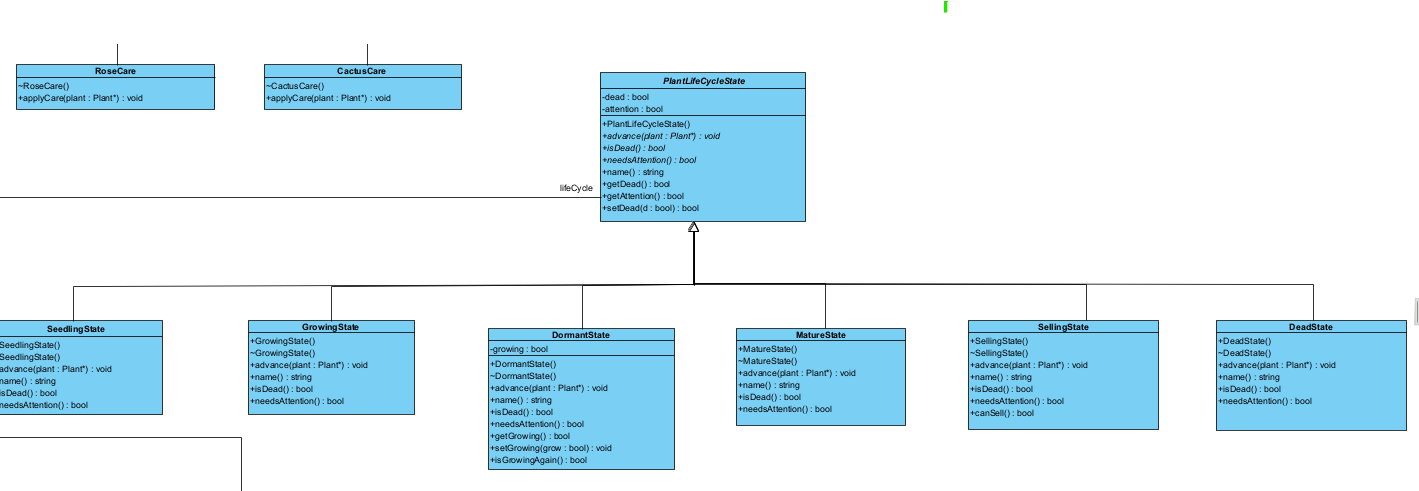 RoseCare
~RoseCare()
+applyCare(plant : Plant*) : void
CactusCare
~CactusCare()
+applyCare(plant : Plant*) : void
PlantLifeCycleState
-dead : bool
-attention : bool
+PlantLifeCycleState()
+advance(plant : Plant*) : void
+isDead() : bool
+needsAttention() : bool
+name() : string
+getDead() : bool
+getAttention() : bool
+setDead(d : bool) : bool
lifeCycle
SeedlingState
SeedlingState()
SeedlingState()
advance(plant : Plant*) : void
name() : string
isDead() : bool
needsAttention() : bool
GrowingState
+GrowingState()
~GrowingState()
+advance(plant : Plant*) : void
+name() : string
+isDead() : bool
+needsAttention() : bool
DormantState
-growing : bool
+DormantState()
~DormantState()
+advance(plant : Plant*) : void
+name() : string
+isDead() : bool
+needsAttention() : bool
+getGrowing() : bool
+setGrowing(grow : bool) : void
+isGrowingAgain() : bool
MatureState
+MatureState()
~MatureState()
+advance(plant : Plant*) : void
+name() : string
+isDead() : bool
+needsAttention() : bool
SellingState
+SellingState()
~SellingState()
+advance(plant : Plant*) : void
+name() : string
+isDead() : bool
+needsAttention() : bool
+canSell() : bool
DeadState
+DeadState()
~DeadState()
+advance(plant : Plant*) : void
+name() : string
+isDead() : bool
+needsAttention() : bool